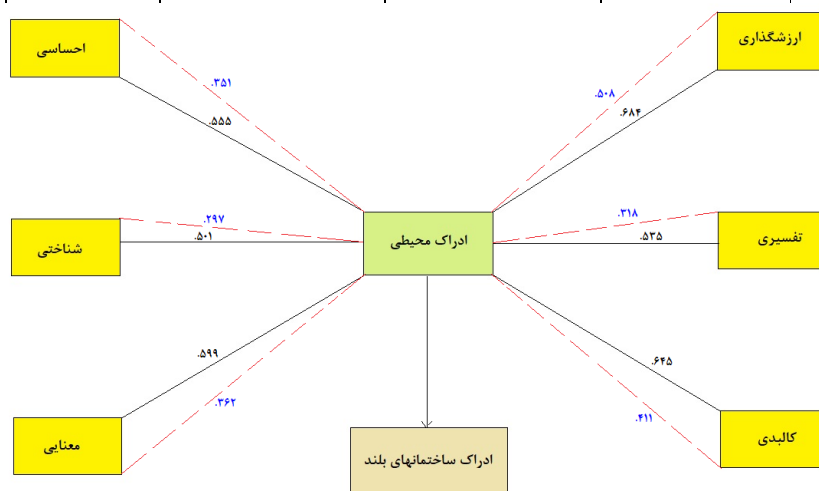 ارزشگذاری
احساسی
.۵۰۸
.۳۵۱
.۶۸۴
.۵۵۵
تفسیری
.۳۱۸
ادراک محیطی
.۲۹۷
شناختی
.۵۳۵
.۵۰۱
.۶۴۵
.۵۹۹
کالبدی
.۴۱۱
.۳۶۲
معنایی
ادراک ساختمانهای بلند